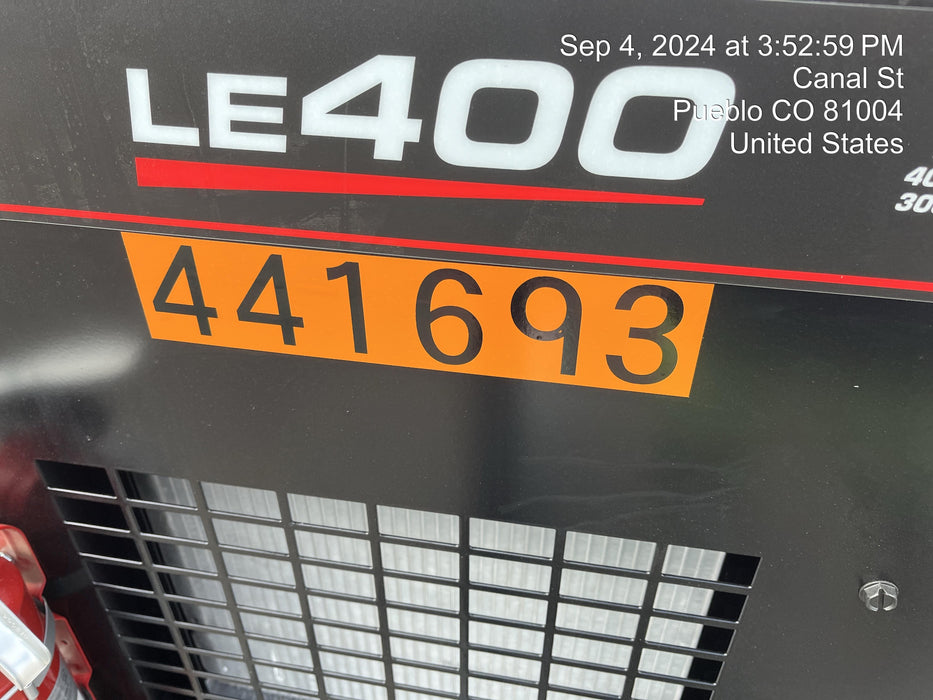 Sep 4, 2024 at 3:52:59 PM
Canal St
Pueblo CO 81004
United States
LE400
441693